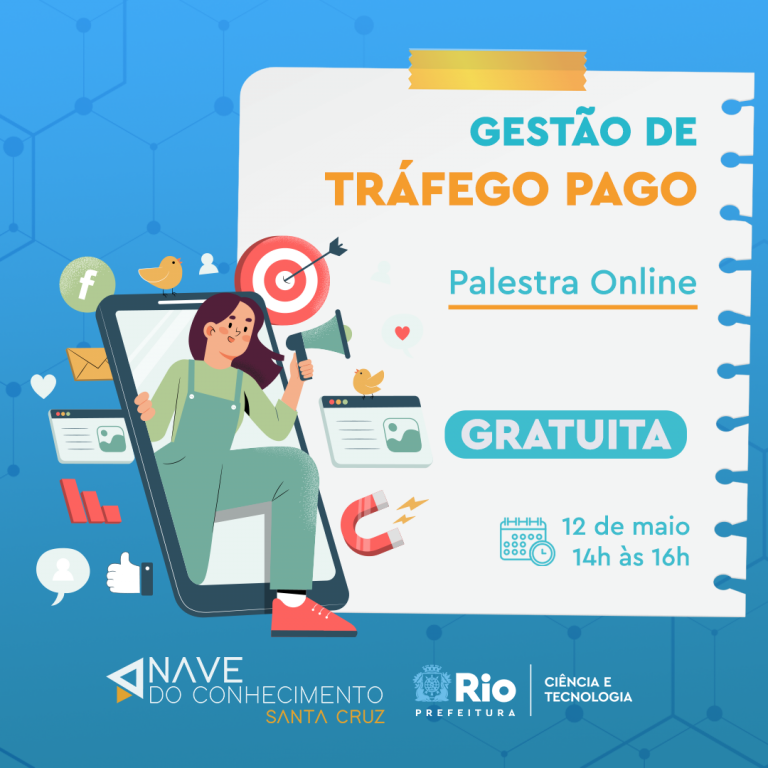 GESTÃO DE
TRÁFEGO PAGO
Palestra Online
GRATUITA
12 de maio
14h às 16h
f
NAVE
DO CONHECIMENTO
SANTA CRUZ
Rio
PREFEITURA
CIÊNCIA E
TECNOLOGIA